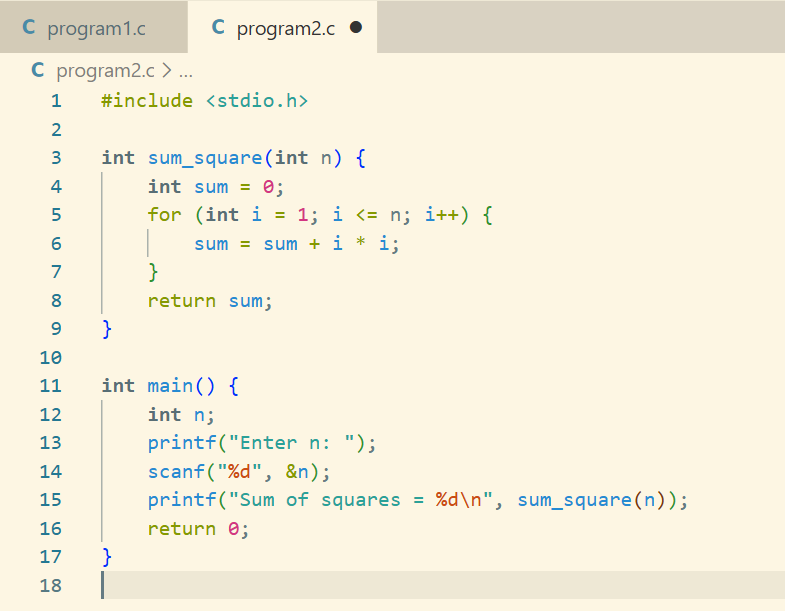 C program1.c C program2.c ●
C program2.c > ...
1 #include <stdio.h>
2
3 int sum_square(int n) {
4     int sum = 0;
5     for (int i = 1; i <= n; i++) {
6         sum = sum + i * i;
7     }
8     return sum;
9 }
10
11 int main() {
12     int n;
13     printf("Enter n: ");
14     scanf("%d", &n);
15     printf("Sum of squares = %d\n", sum_square(n));
16     return 0;
17 }
18